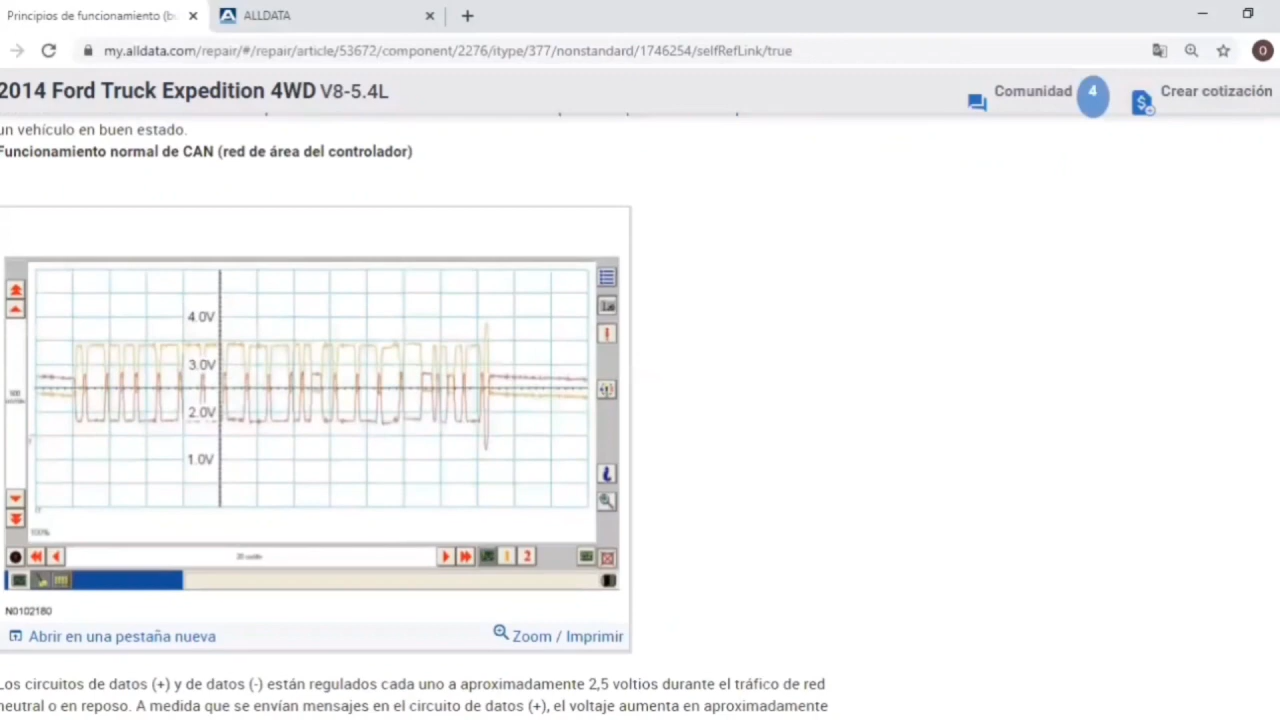 Principios de funcionamiento (b
ALLDATA
my.alldata.com/repair/#/repair/article/53672/component/2276/itype/377/nonstandard/1746254/selfRefLink/true
O
2014 Ford Truck Expedition 4WD V8-5.4L
Comunidad 4
Crear cotización
un vehículo en buen estado.
Funcionamiento normal de CAN (red de área del controlador)
4.0V
3.0V
2.0V
1.0V
100%
1 2
N0102180
Abrir en una pestaña nueva
Zoom / Imprimir
Los circuitos de datos (+) y de datos (-) están regulados cada uno a aproximadamente 2,5 voltios durante el tráfico de red
neutral o en reposo. A medida que se envían mensajes en el circuito de datos (+), el voltaje aumenta en aproximadamente